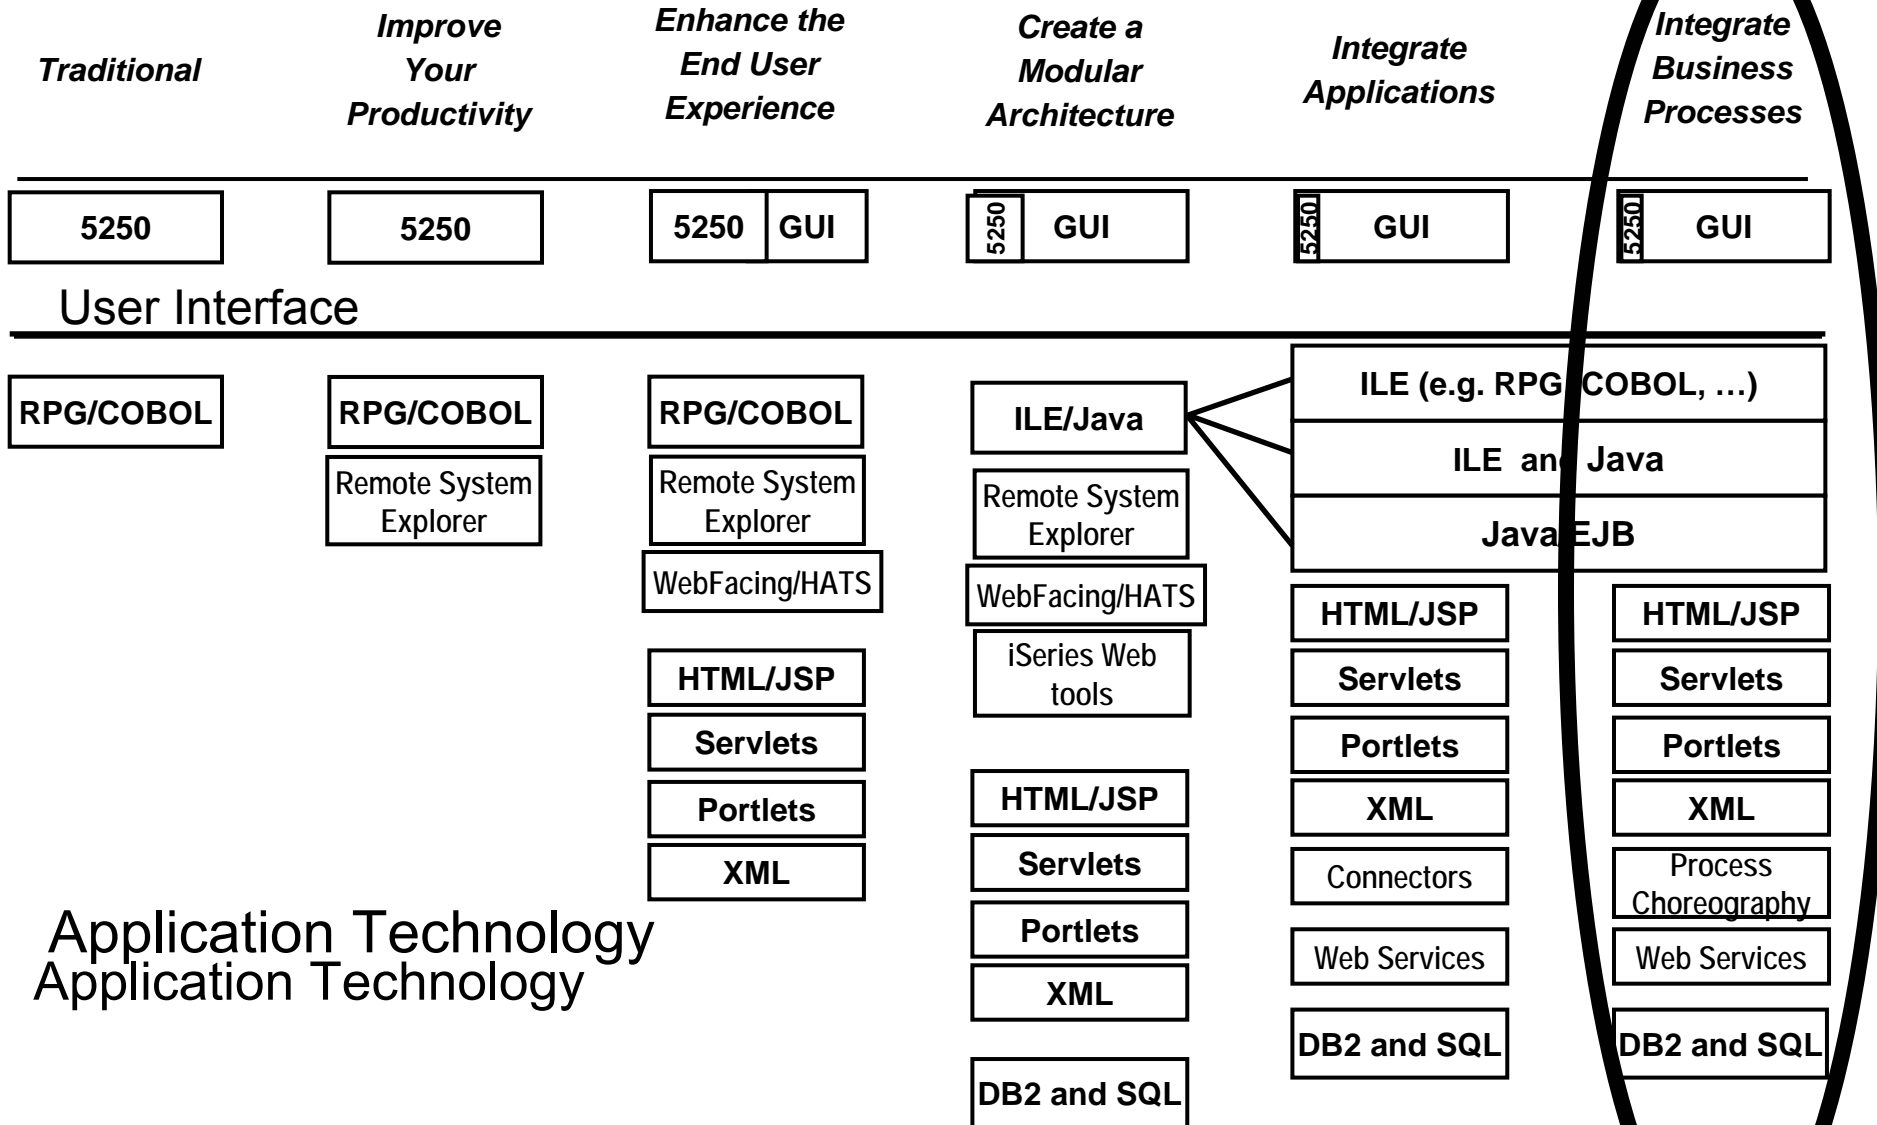 Traditional
Improve
Your
Productivity
Enhance the
End User
Experience
Create a
Modular
Architecture
Integrate
Applications
Integrate
Business
Processes
5250
5250
5250 GUI
5250 GUI
5250 GUI
5250 GUI
User Interface
RPG/COBOL
RPG/COBOL
Remote System
Explorer
RPG/COBOL
Remote System
Explorer
WebFacing/HATS
HTML/JSP
Servlets
Portlets
XML
ILE/Java
Remote System
Explorer
WebFacing/HATS
iSeries Web
tools
HTML/JSP
Servlets
Portlets
XML
DB2 and SQL
ILE (e.g. RPG, COBOL, …)
ILE and Java
Java/EJB
HTML/JSP
Servlets
Portlets
XML
Connectors
Web Services
DB2 and SQL
HTML/JSP
Servlets
Portlets
XML
Process
Choreography
Web Services
DB2 and SQL
Application Technology
Application Technology